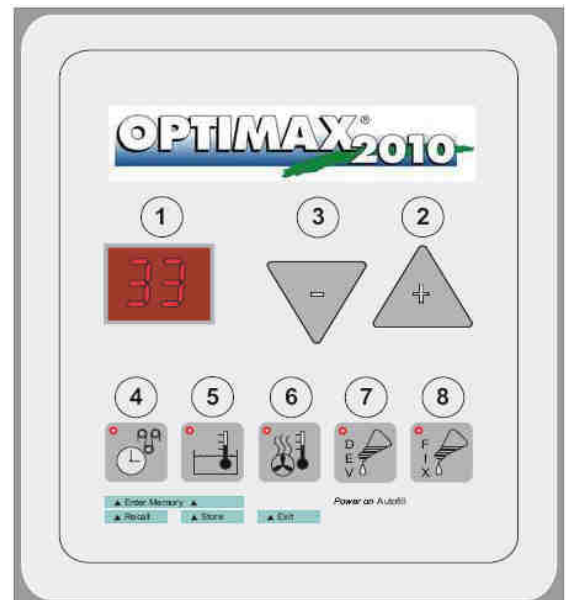 OPTIMAX® 2010
1 3 2
33 - +
4 5 6 7 8
DEV FIX
▲ Enter Memory ▲ Power on Autofill
▲ Recall ▲ Store ▲ Exit